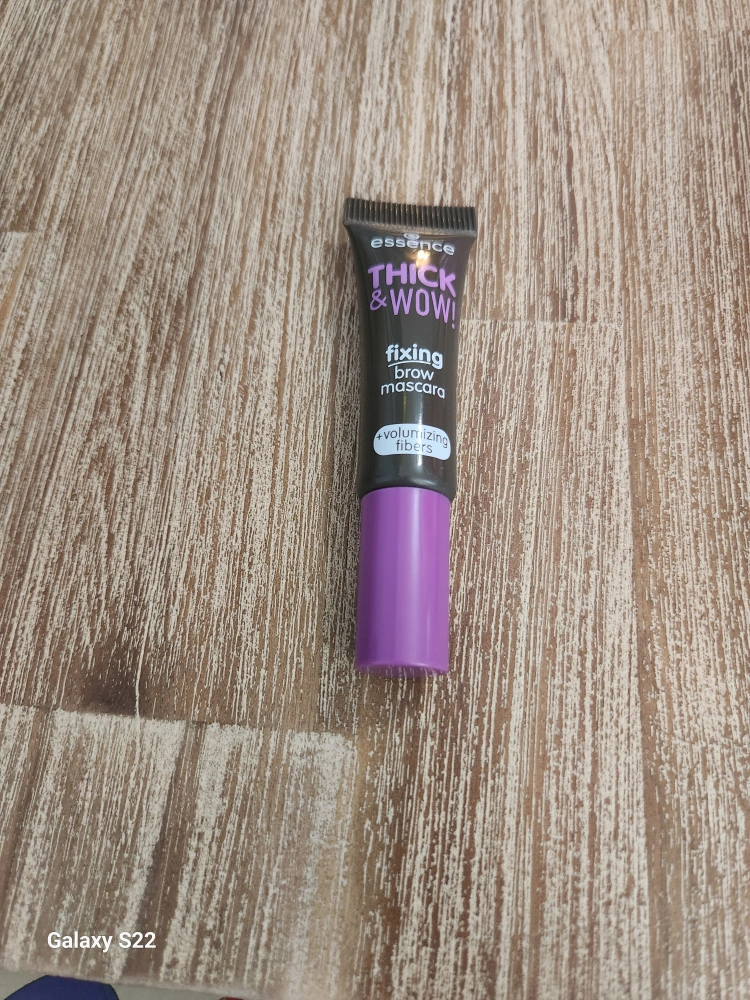 essence
THICK
&WOW!
fixing
brow
mascara
+volumizing
fibers
Galaxy S22